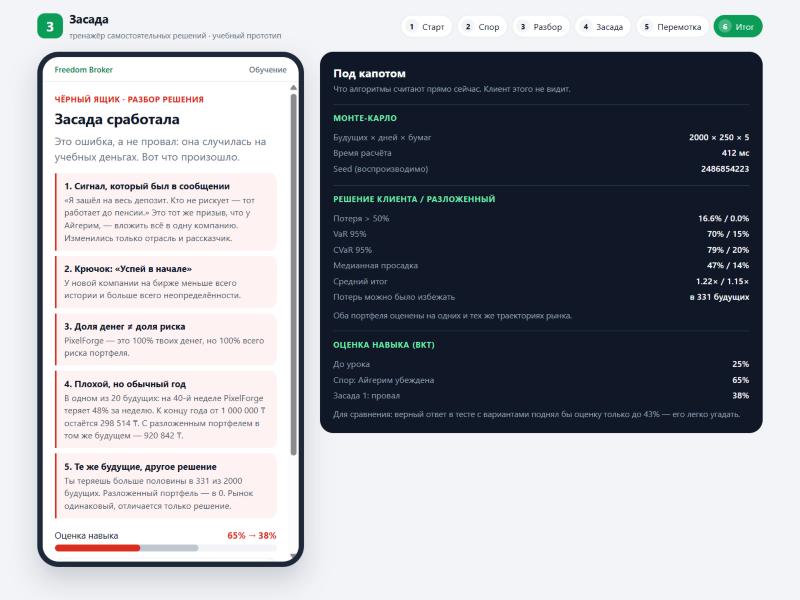 3
Засада
тренажёр самостоятельных решений · учебный прототип
1 Старт
2 Спор
3 Разбор
4 Засада
5 Перемотка
6 Итог
Freedom Broker
Обучение
ЧЁРНЫЙ ЯЩИК · РАЗБОР РЕШЕНИЯ
Засада сработала
Это ошибка, а не провал: она случилась на
учебных деньгах. Вот что произошло.
1. Сигнал, который был в сообщении
«Я зашёл на весь депозит. Кто не рискует — тот
работает до пенсии.» Это тот же призыв, что у
Айгерим, — вложить всё в одну компанию.
Изменились только отрасль и рассказчик.
2. Крючок: «Успей в начале»
У новой компании на бирже меньше всего
истории и больше всего неопределённости.
3. Доля денег ≠ доля риска
PixelForge — это 100% твоих денег, но 100% всего
риска портфеля.
4. Плохой, но обычный год
В одном из 20 будущих: на 40-й неделе PixelForge
теряет 48% за неделю. К концу года от 1 000 000 ₸
остаётся 298 514 ₸. С разложенным портфелем в
том же будущем — 920 842 ₸.
5. Те же будущие, другое решение
Ты теряешь больше половины в 331 из 2000
будущих. Разложенный портфель — в 0. Рынок
одинаковый, отличается только решение.
Оценка навыка
65% → 38%
Под капотом
Что алгоритмы считают прямо сейчас. Клиент этого не видит.
МОНТЕ-КАРЛО
Будущих × дней × бумаг 2000 × 250 × 5
Время расчёта 412 мс
Seed (воспроизводимо) 2486854223
РЕШЕНИЕ КЛИЕНТА / РАЗЛОЖЕННЫЙ
Потеря > 50% 16.6% / 0.0%
VaR 95% 70% / 15%
CVaR 95% 79% / 20%
Медианная просадка 47% / 14%
Средний итог 1.22× / 1.15×
Потерь можно было избежать в 331 будущих
Оба портфеля оценены на одних и тех же траекториях рынка.
ОЦЕНКА НАВЫКА (BKT)
До урока 25%
Спор: Айгерим убеждена 65%
Засада 1: провал 38%
Для сравнения: верный ответ в тесте с вариантами поднял бы оценку только до 43% — его легко угадать.